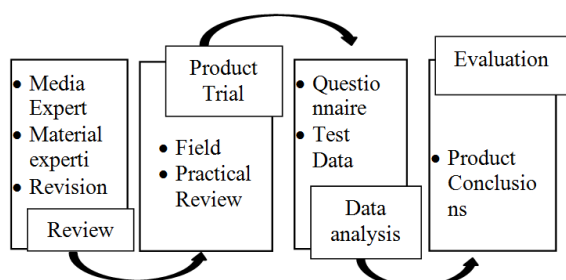 • Media
Expert
• Material
experti
• Revision
Review
Product
Trial
• Field
• Practical
Review
• Questio
nnaire
• Test
Data
Data
analysis
Evaluation
• Product
Conclusio
ns